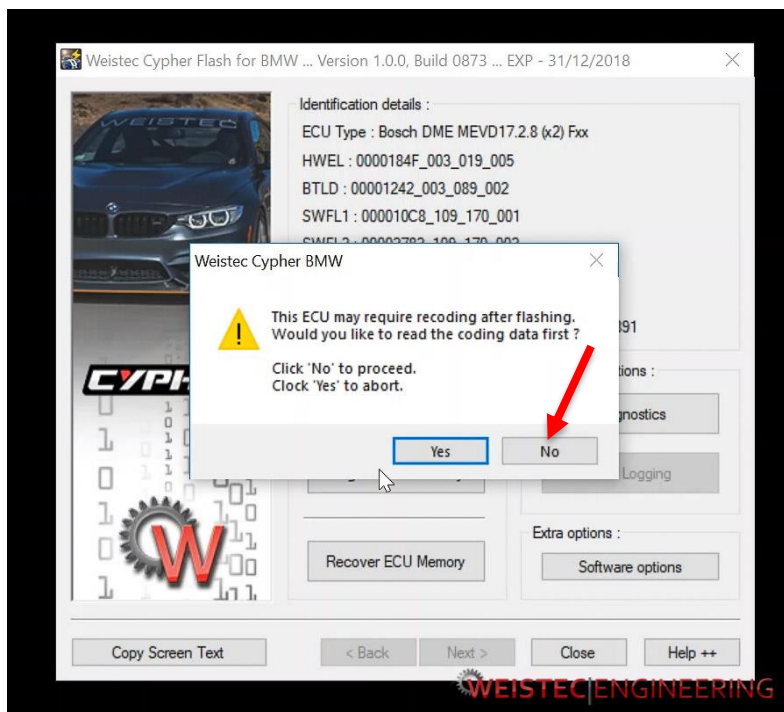 Weistec Cypher Flash for BMW ... Version 1.0.0, Build 0873 ... EXP - 31/12/2018
WEISTEC
Identification details :
ECU Type : Bosch DME MEVD17.2.8 (x2) Fxx
HWEL : 0000184F_003_019_005
BTLD : 00001242_003_089_002
SWFL1 : 000010C8_109_170_001
Weistec Cypher BMW
This ECU may require recoding after flashing.
Would you like to read the coding data first ?
Click 'No' to proceed.
Clock 'Yes' to abort.
Yes
No
Recover ECU Memory
Extra options :
Software options
Copy Screen Text
< Back
Next >
Close
Help ++
Logging
WEISTEC ENGINEERING